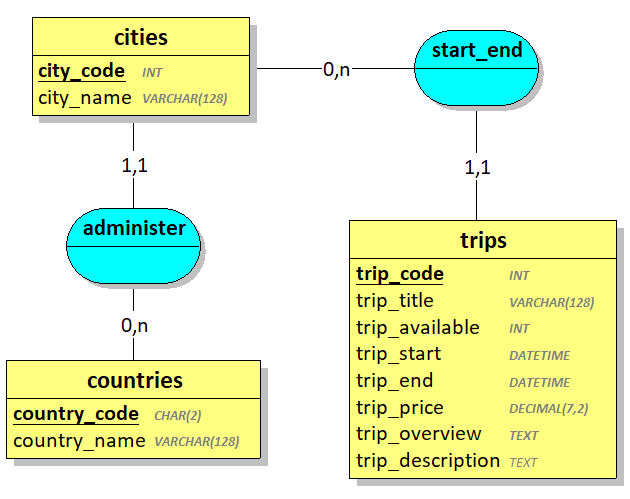 cities
city_code INT
city_name VARCHAR(128)
0,n
start_end
1,1
administer
0,n
countries
country_code CHAR(2)
country_name VARCHAR(128)
1,1
trips
trip_code INT
trip_title VARCHAR(128)
trip_available INT
trip_start DATETIME
trip_end DATETIME
trip_price DECIMAL(7,2)
trip_overview TEXT
trip_description TEXT